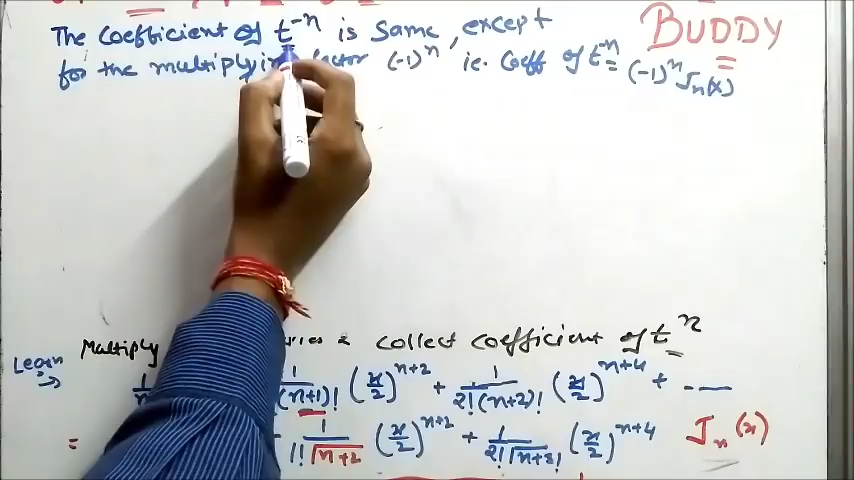 The coefficient of t^-n is same, except
BUDDY
for the multiplying factor (-1)^n ie. Coeff of t^-n = (-1)^n J_n(x)
Multiply & collect coefficient of t^n
Learn
1/(n+1)! (x/2)^n+2 + 1/2!(n+2)! (x/2)^n+4 + ------
= 1/1!√n+2 (x/2)^n+2 + 1/2!√n+3 (x/2)^n+4 J_n(x)